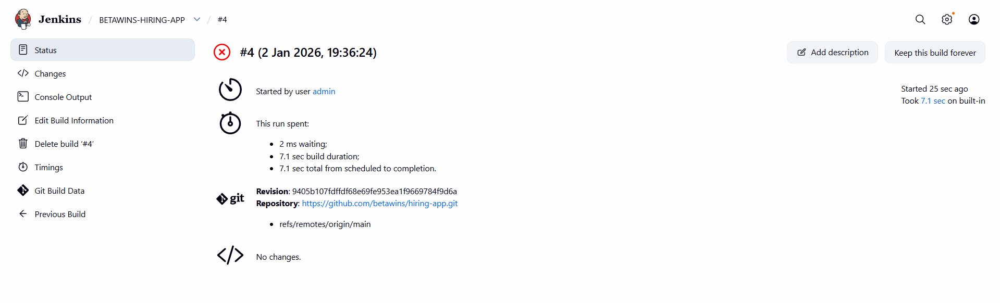 Jenkins / BETAWINS-HIRING-APP / #4
Status
Changes
Console Output
Edit Build Information
Delete build ‘#4’
Timings
Git Build Data
Previous Build
#4 (2 Jan 2026, 19:36:24)
Add description
Keep this build forever
Started by user admin
Started 25 sec ago
Took 7.1 sec on built-in
This run spent:
• 2 ms waiting;
• 7.1 sec build duration;
• 7.1 sec total from scheduled to completion.
git
Revision: 9405b107fdffdf68e69fe953ea1f9669784f9d6a
Repository: https://github.com/betawins/hiring-app.git
• refs/remotes/origin/main
No changes.